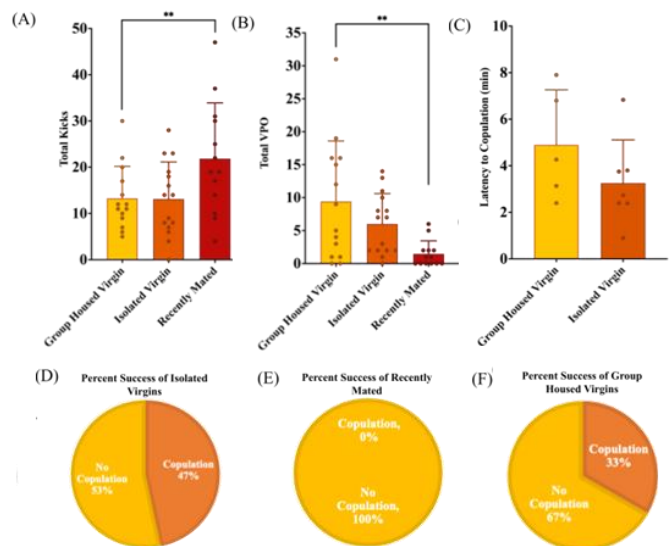 (A)
**
50
40
30
20
10
0
Total Kicks
Group Housed Virgin
Isolated Virgin
Recently Mated
(B)
**
35
30
25
20
15
10
5
0
Total VPO
Group Housed Virgin
Isolated Virgin
Recently Mated
(C)
10
8
6
4
2
0
Latency to Copulation (min)
Group Housed Virgin
Isolated Virgin
(D)
Percent Success of Isolated
Virgins
No
Copulation
53%
Copulation
47%
(E)
Percent Success of Recently
Mated
Copulation,
0%
No
Copulation,
100%
(F)
Percent Success of Group
Housed Virgins
Copulation
33%
No
Copulation
67%